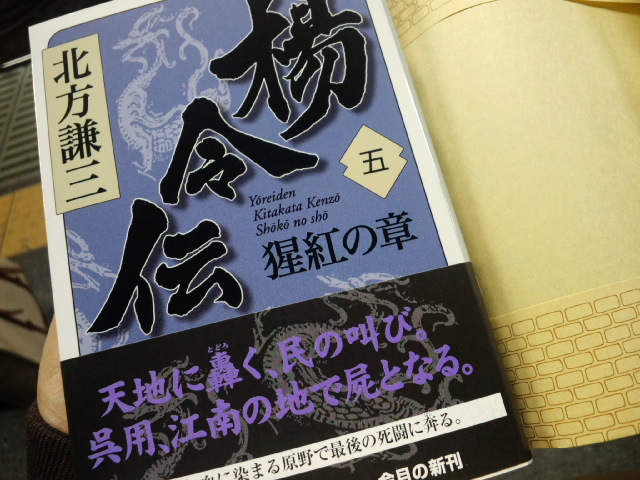 北方謙三
楊令伝
五
Yōreiden
Kitakata Kenzō
Shōkō no shō
猩紅の章
天地に轟く、民の叫び。
とどろ
呉用、江南の地で屍となる。
に染まる原野で最後の死闘に奔る。
今月の新刊